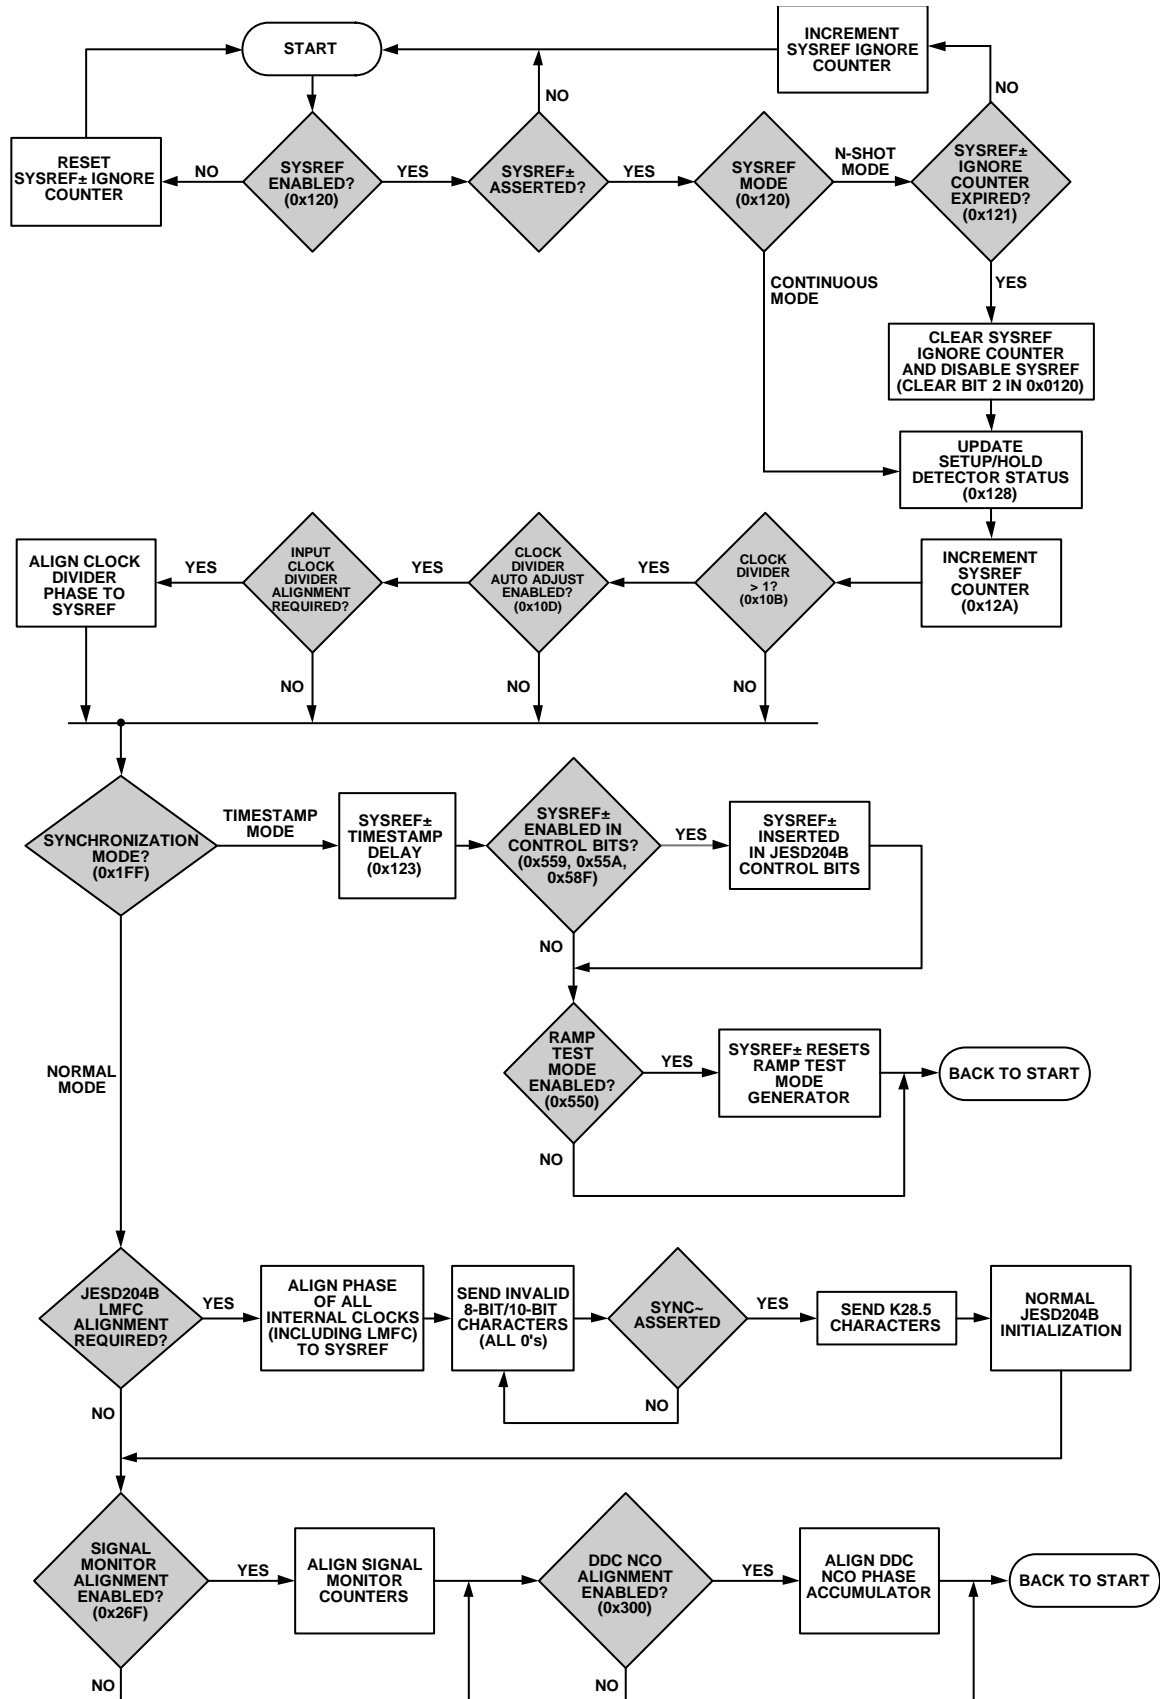 START
INCREMENT
SYSREF IGNORE
COUNTER
NO
NO
RESET
SYSREF± IGNORE
COUNTER
NO
SYSREF
ENABLED?
(0x120)
YES
SYSREF±
ASSERTED?
YES
SYSREF
MODE
(0x120)
N-SHOT
MODE
SYSREF±
IGNORE
COUNTER
EXPIRED?
(0x121)
CONTINUOUS
MODE
YES
CLEAR SYSREF
IGNORE COUNTER
AND DISABLE SYSREF
(CLEAR BIT 2 IN 0x0120)
UPDATE
SETUP/HOLD
DETECTOR STATUS
(0x128)
ALIGN CLOCK
DIVIDER
PHASE TO
SYSREF
YES
INPUT
CLOCK
DIVIDER
ALIGNMENT
REQUIRED?
YES
CLOCK
DIVIDER
AUTO ADJUST
ENABLED?
(0x10D)
YES
CLOCK
DIVIDER
> 1?
(0x10B)
INCREMENT
SYSREF
COUNTER
(0x12A)
NO
NO
NO
SYNCHRONIZATION
MODE?
(0x1FF)
TIMESTAMP
MODE
SYSREF±
TIMESTAMP
DELAY
(0x123)
SYSREF±
ENABLED IN
CONTROL BITS?
(0x559, 0x55A,
0x58F)
YES
SYSREF±
INSERTED
IN JESD204B
CONTROL BITS
NO
NORMAL
MODE
RAMP
TEST
MODE
ENABLED?
(0x550)
YES
SYSREF± RESETS
RAMP TEST
MODE
GENERATOR
BACK TO START
NO
JESD204B
LMFC
ALIGNMENT
REQUIRED?
YES
ALIGN PHASE
OF ALL
INTERNAL CLOCKS
(INCLUDING LMFC)
TO SYSREF
SEND INVALID
8-BIT/10-BIT
CHARACTERS
(ALL 0's)
SYNC~
ASSERTED
YES
SEND K28.5
CHARACTERS
NORMAL
JESD204B
INITIALIZATION
NO
NO
SIGNAL
MONITOR
ALIGNMENT
ENABLED?
(0x26F)
YES
ALIGN SIGNAL
MONITOR
COUNTERS
DDC NCO
ALIGNMENT
ENABLED?
(0x300)
YES
ALIGN DDC
NCO PHASE
ACCUMULATOR
BACK TO START
NO
NO